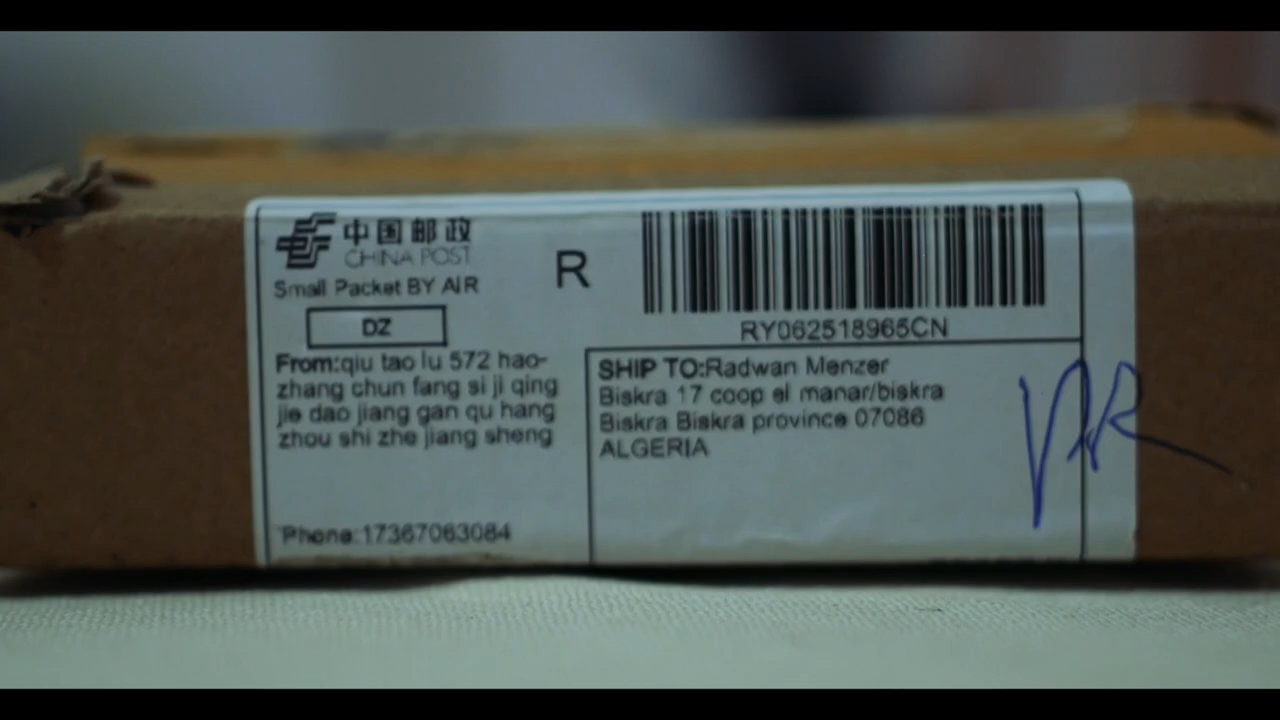 中国邮政
CHINA POST
Small Packet BY AIR
DZ
From:qiu tao lu 572 hao-
zhang chun fang si ji qing
jie dao jiang gan qu hang
zhou shi zhe jiang sheng
Phone:17367063084
R
RY062518965CN
SHIP TO:Radwan Menzer
Biskra 17 coop el manar/biskra
Biskra Biskra province 07086
ALGERIA